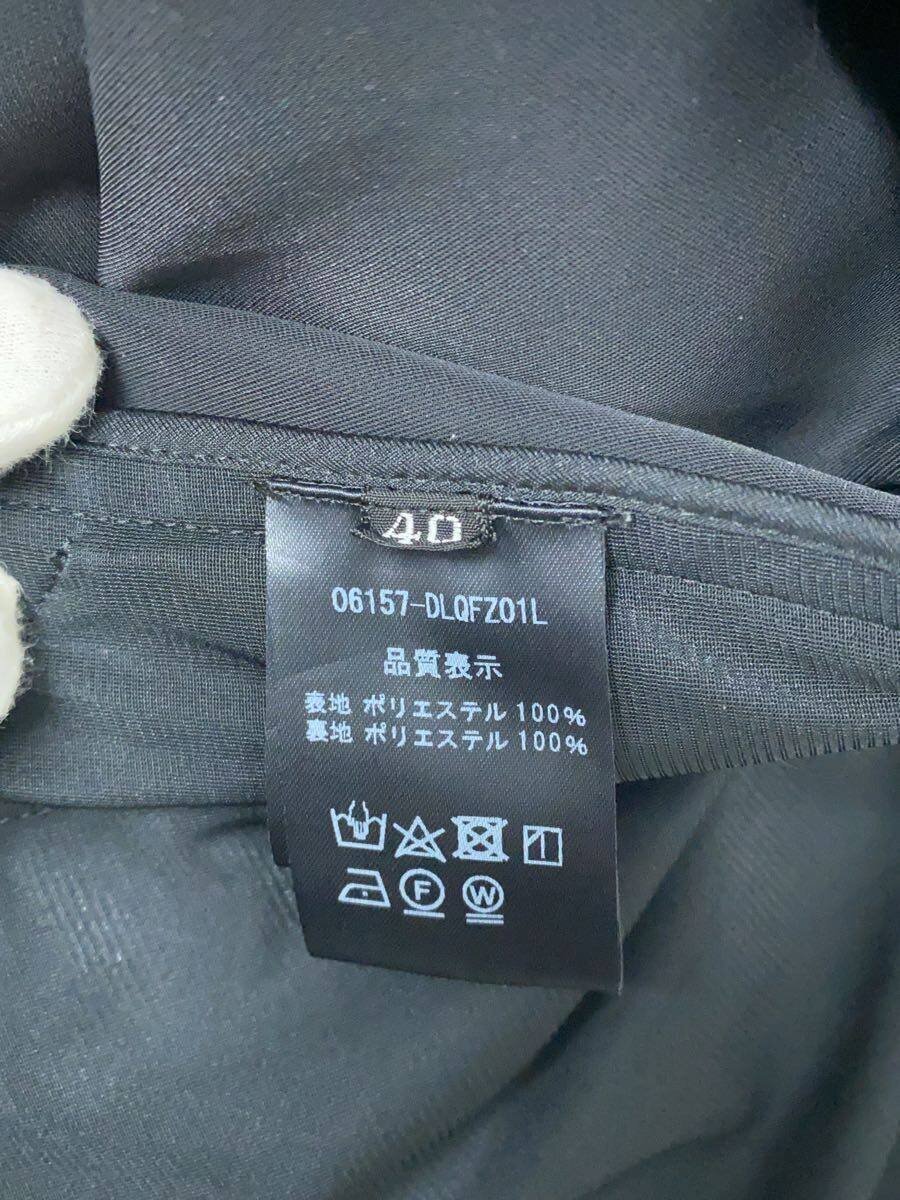 40
06157-DLQFZ01L
品質表示
表地 ポリエステル 100%
裏地 ポリエステル 100%
F W